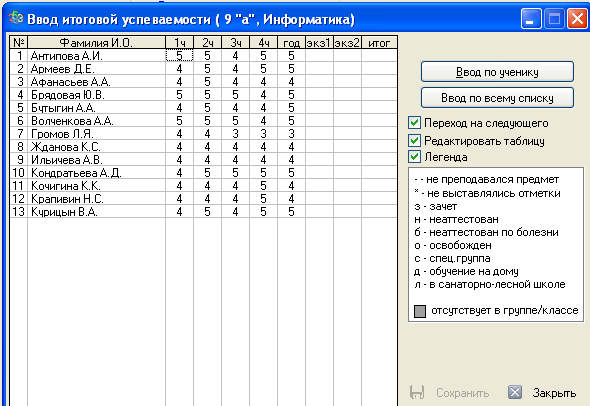 Ввод итоговой успеваемости ( 9 "а", Информатика)
№ Фамилия И.О. 1ч 2ч 3ч 4ч год экз1 экз2 итог
1 Антипова А.И. 5 5 4 5 5
2 Армеев Д.Е. 4 5 4 5 5
3 Афанасьев А.А. 4 5 4 5 5
4 Брядовая Ю.В. 5 5 5 5 5
5 Бутыгин А.А. 4 4 4 4 4
6 Волченкова А.А. 5 5 4 5 5
7 Громов Л.Я. 4 4 3 3 3
8 Жданова К.С. 4 4 4 4 4
9 Ильичева А.В. 4 4 4 4 4
10 Кондратьева А.Д. 4 5 5 5 5
11 Кочигина К.К. 4 4 4 5 4
12 Крапивин Н.С. 4 4 4 5 4
13 Курицын В.А. 4 5 4 5 5
Ввод по ученику
Ввод по всему списку
Переход на следующего
Редактировать таблицу
Легенда
- - не преподавался предмет
* - не выставлялись отметки
з - зачет
н - неаттестован
б - неаттестован по болезни
о - освобожден
с - спец.группа
д - обучение на дому
л - в санаторно-лесной школе
отсутствует в группе/классе
Сохранить Закрыть